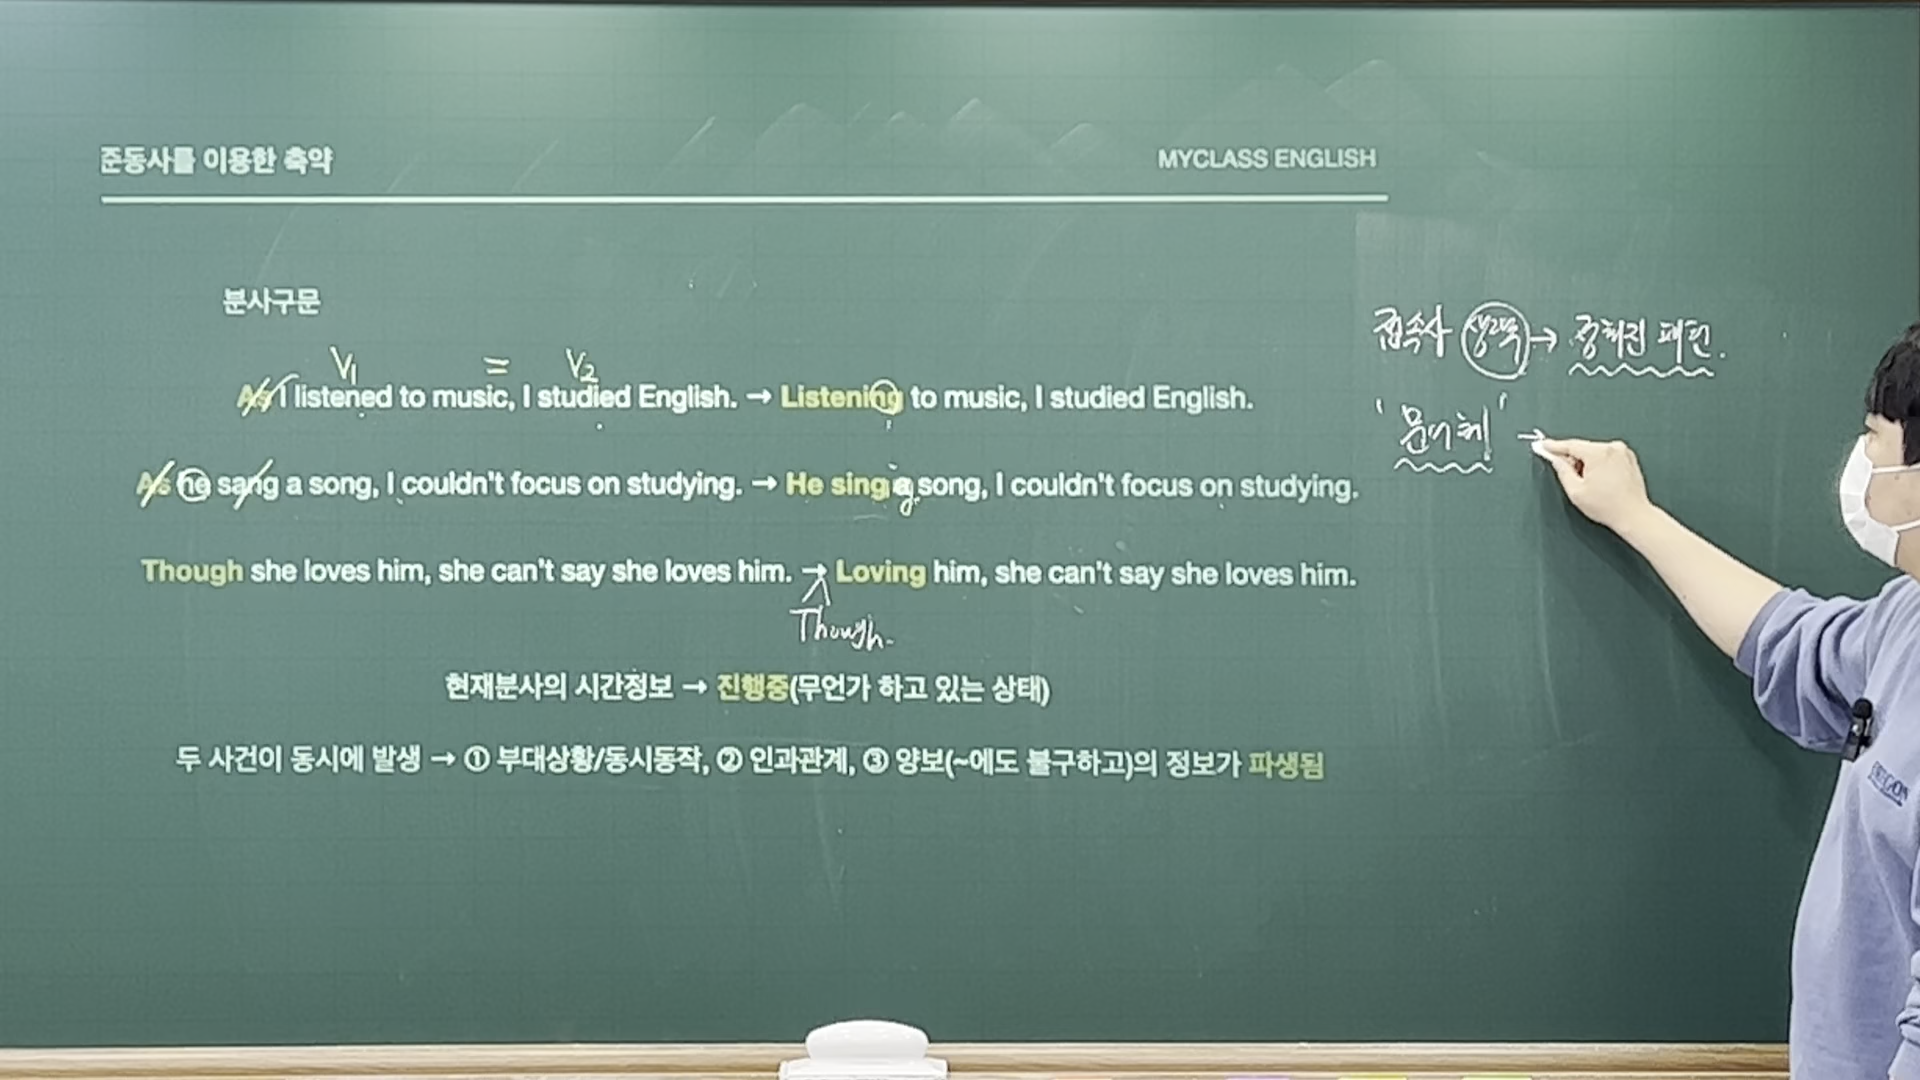 준동사를 이용한 축약
MYCLASS ENGLISH
분사구문
V1 = V2
As I listened to music, I studied English. → Listening to music, I studied English.
As he sang a song, I couldn't focus on studying. → He sing a song, I couldn't focus on studying.
g
Though she loves him, she can't say she loves him. → Loving him, she can't say she loves him.
Though.
현재분사의 시간정보 → 진행중(무언가 하고 있는 상태)
두 사건이 동시에 발생 → ① 부대상황/동시동작, ② 인과관계, ③ 양보(~에도 불구하고)의 정보가 파생됨
접속사 생략 → 정해진 패턴.
'문어체' →